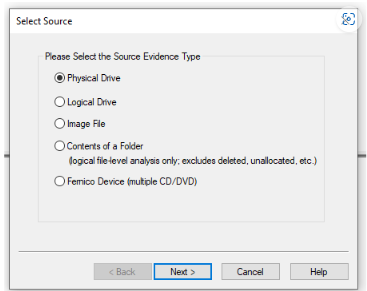 Select Source
Please Select the Source Evidence Type
Physical Drive
Logical Drive
Image File
Contents of a Folder
(logical file-level analysis only; excludes deleted, unallocated, etc.)
Fernico Device (multiple CD/DVD)
< Back Next > Cancel Help